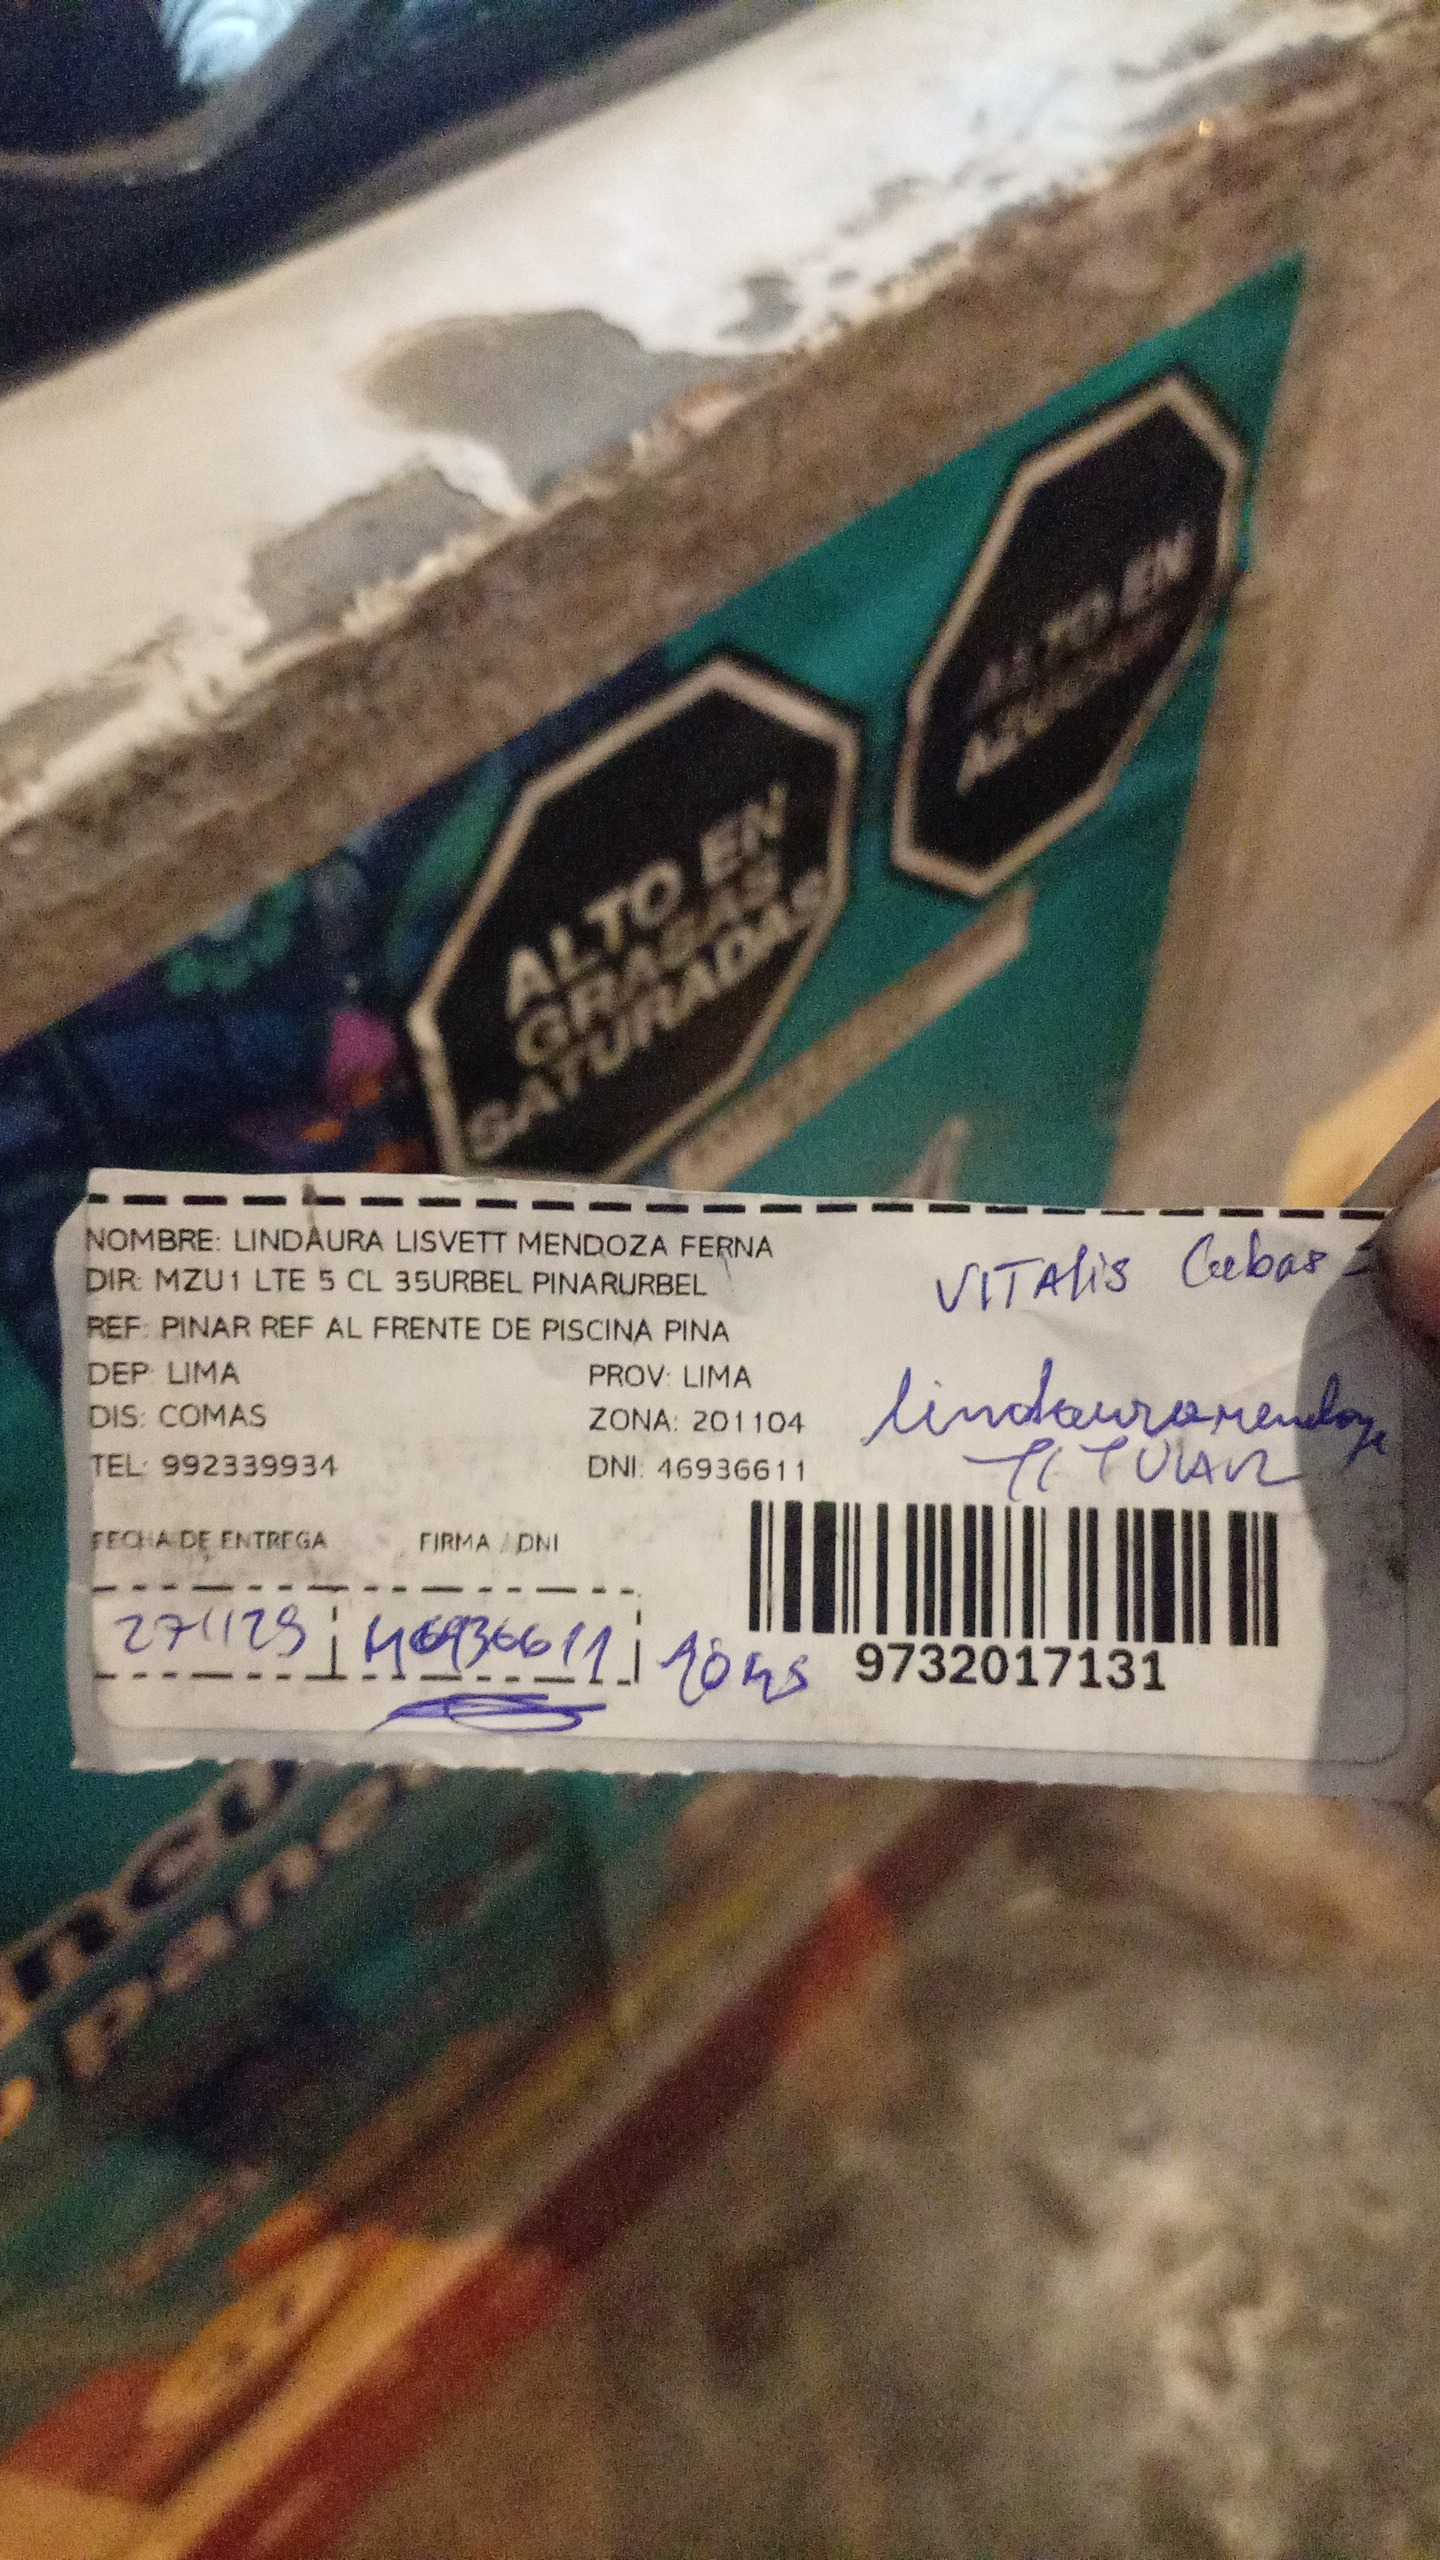 ALTO EN
AZÚCAR
ALTO EN
GRASAS
SATURADAS
NOMBRE: LINDAURA LISVETT MENDOZA FERNA
DIR: MZU1 LTE 5 CL 35URBEL PINARURBEL
REF: PINAR REF AL FRENTE DE PISCINA PINA
DEP: LIMA PROV: LIMA
DIS: COMAS ZONA: 201104
TEL: 992339934 DNI: 46936611
VITAlis
lindauramendoza
TITULAR
FECHA DE ENTREGA FIRMA / DNI
46936611
9732017131